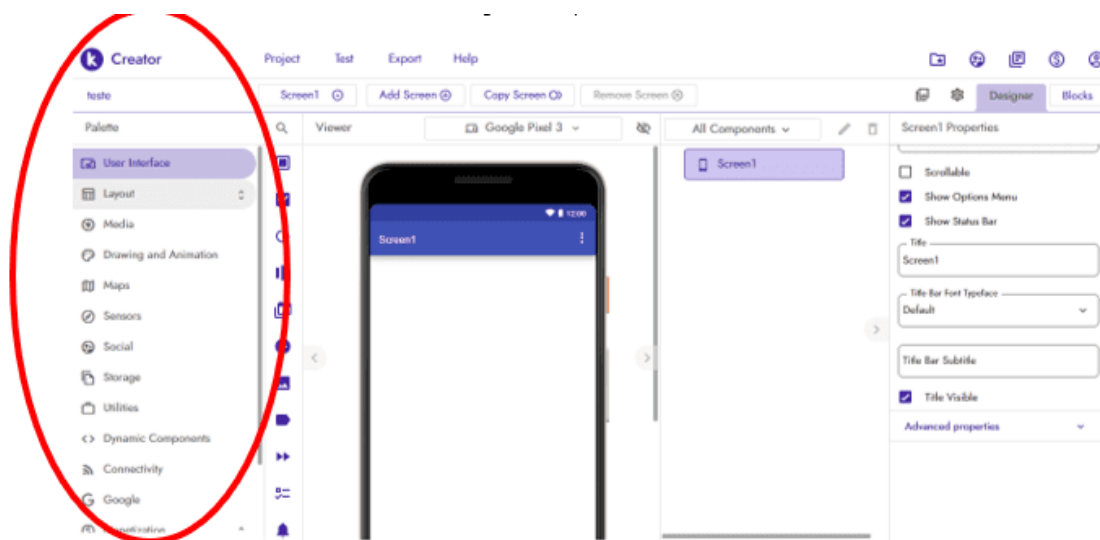 Creator
Project Test Export Help
teste
Screen1 Add Screen Copy Screen Remove Screen Designer Blocks
Palette
Viewer
Google Pixel 3
All Components
Screen1 Properties
User Interface
Layout
Media
Drawing and Animation
Maps
Sensors
Social
Storage
Utilities
Dynamic Components
Connectivity
Google
Monetization
12:00
Screen1
Screen1
Scrollable
Show Options Menu
Show Status Bar
Title
Screen1
Title Bar Font Typeface
Default
Title Bar Subtitle
Title Visible
Advanced properties